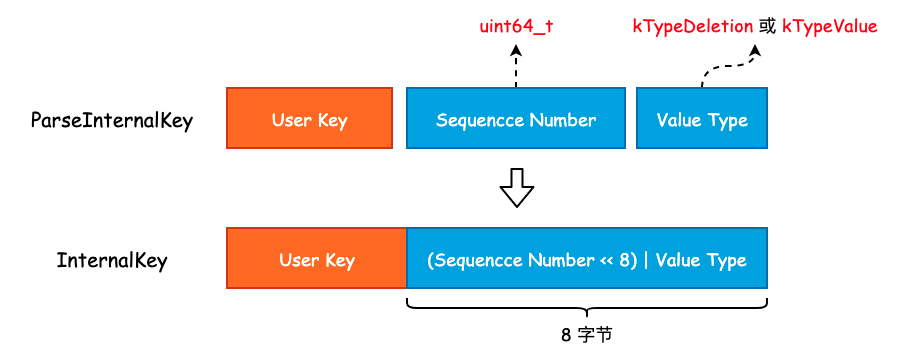 uint64_t
kTypeDeletion 或 kTypeValue
ParseInternalKey
User Key
Sequencce Number
Value Type
InternalKey
User Key
(Sequencce Number << 8) | Value Type
8 字节